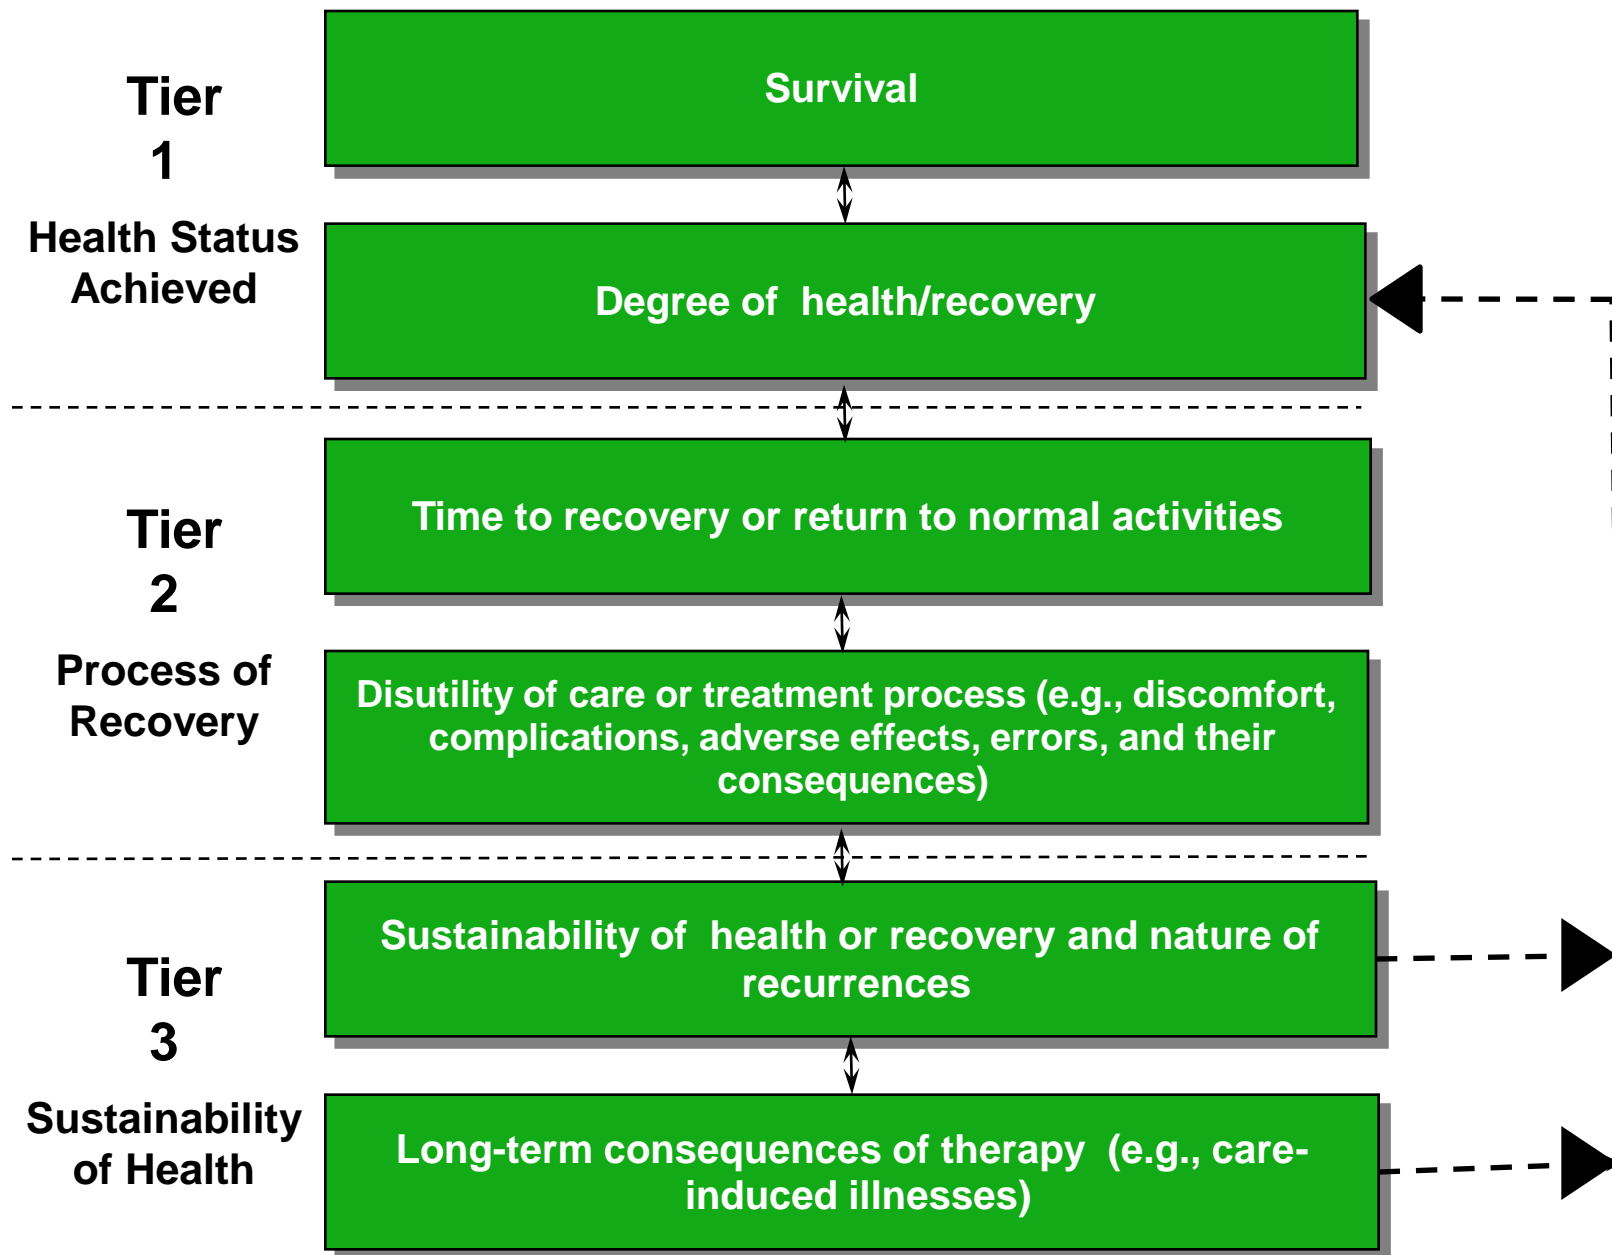 Tier
1
Health Status
Achieved
Survival
Degree of  health/recovery
Tier
2
Process of
Recovery
Time to recovery or return to normal activities
Disutility of care or treatment process (e.g., discomfort,
complications, adverse effects, errors, and their
consequences)
Tier
3
Sustainability
of Health
Sustainability of  health or recovery and nature of
recurrences
Long-term consequences of therapy  (e.g., care-
induced illnesses)